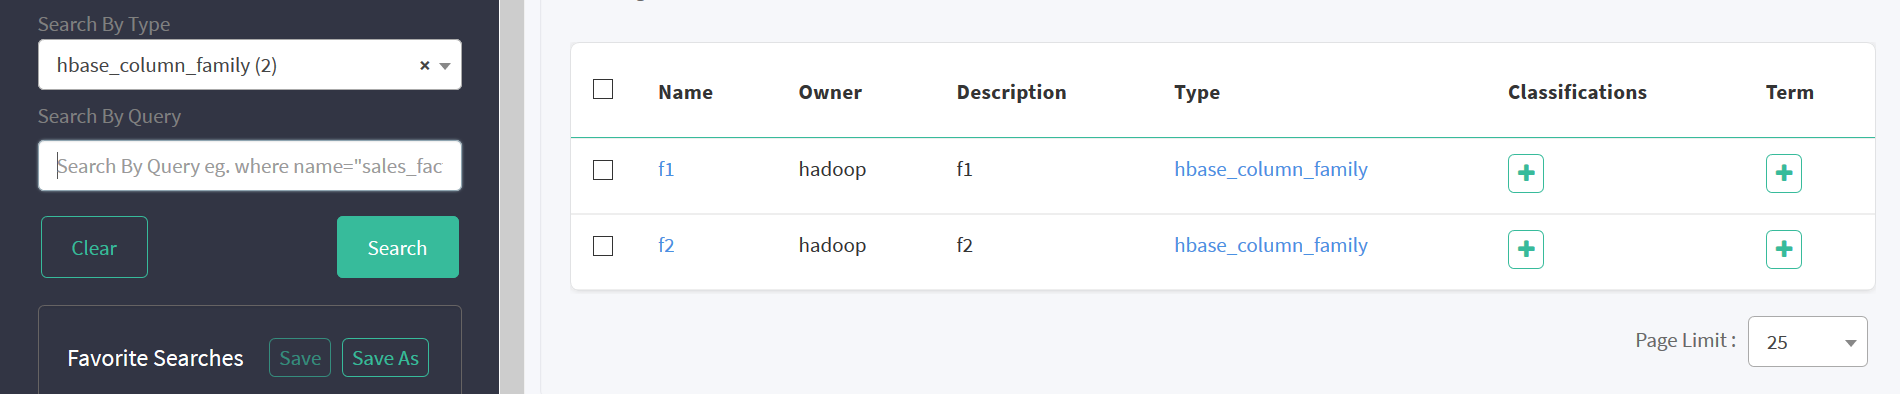 Search By Type
hbase_column_family (2) ×
Search By Query
Search By Query eg. where name="sales_fac
Clear Search
Favorite Searches Save Save As
Name Owner Description Type Classifications Term
f1 hadoop f1 hbase_column_family
f2 hadoop f2 hbase_column_family
Page Limit : 25